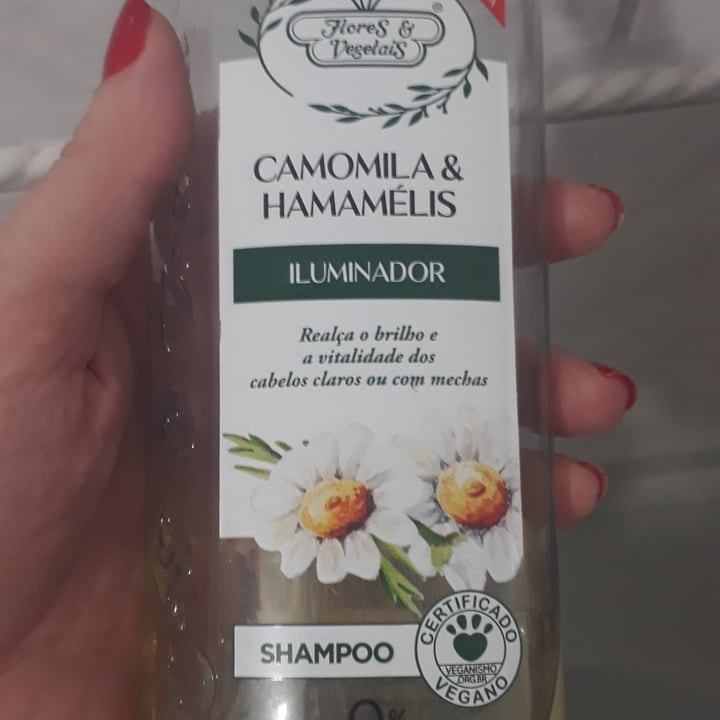 Flores &
Vegetais
®
CAMOMILA &
HAMAMÉLIS
ILUMINADOR
Realça o brilho e
a vitalidade dos
cabelos claros ou com mechas
SHAMPOO
CERTIFICADO
VEGANISMO
.ORG.BR
VEGANO
0%